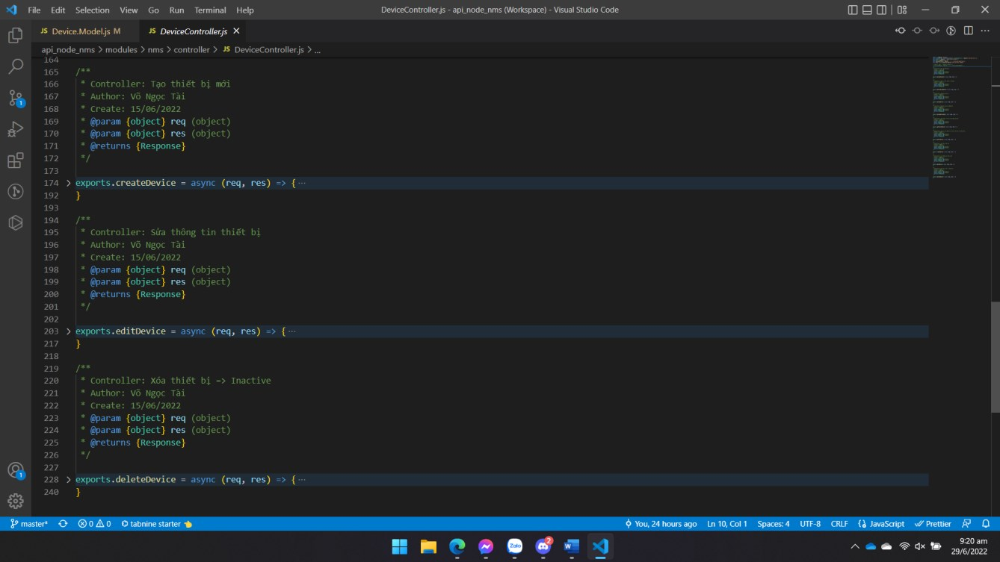 File Edit Selection View Go Run Terminal Help DeviceController.js - api_node_nms (Workspace) - Visual Studio Code
JS Device.Model.js M JS DeviceController.js
api_node_nms > modules > nms > controller > JS DeviceController.js > ...
164
165 /**
166 * Controller: Tạo thiết bị mới
167 * Author: Võ Ngọc Tài
168 * Create: 15/06/2022
169 * @param {object} req (object)
170 * @param {object} res (object)
171 * @returns {Response}
172 */
173
174 exports.createDevice = async (req, res) => { ...
192 }
193
194 /**
195 * Controller: Sửa thông tin thiết bị
196 * Author: Võ Ngọc Tài
197 * Create: 15/06/2022
198 * @param {object} req (object)
199 * @param {object} res (object)
200 * @returns {Response}
201 */
202
203 exports.editDevice = async (req, res) => { ...
217 }
218
219 /**
220 * Controller: Xóa thiết bị => Inactive
221 * Author: Võ Ngọc Tài
222 * Create: 15/06/2022
223 * @param {object} req (object)
224 * @param {object} res (object)
225 * @returns {Response}
226 */
227
228 exports.deleteDevice = async (req, res) => { ...
240 }
1
1
master* 0 0 tabnine starter You, 24 hours ago Ln 10, Col 1 Spaces: 4 UTF-8 CRLF JavaScript Prettier
Zalo 2 W
9:20 am
29/6/2022